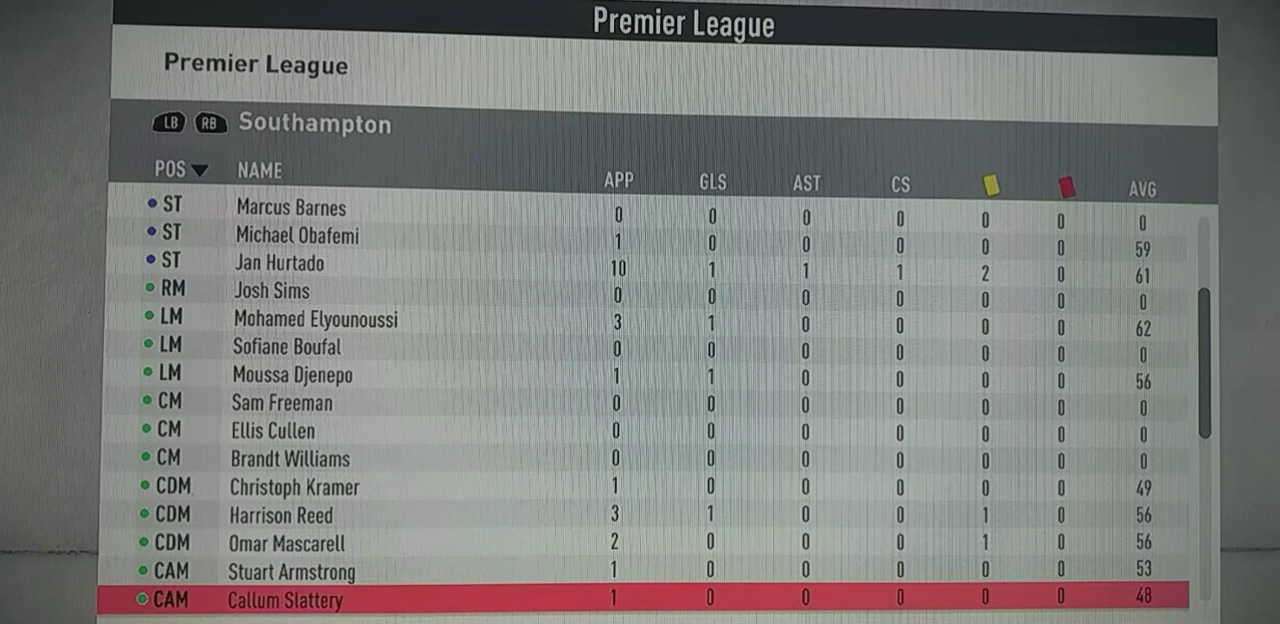 Premier League
Premier League
LB RB Southampton
POS NAME APP GLS AST CS AVG
ST Marcus Barnes 0 0 0 0 0 0 0
ST Michael Obafemi 1 0 0 0 0 0 59
ST Jan Hurtado 10 1 1 1 2 0 61
RM Josh Sims 0 0 0 0 0 0 0
LM Mohamed Elyounoussi 3 1 0 0 0 0 62
LM Sofiane Boufal 0 0 0 0 0 0 0
LM Moussa Djenepo 1 1 0 0 0 0 56
CM Sam Freeman 0 0 0 0 0 0 0
CM Ellis Cullen 0 0 0 0 0 0 0
CM Brandt Williams 0 0 0 0 0 0 0
CDM Christoph Kramer 1 0 0 0 0 0 49
CDM Harrison Reed 3 1 0 0 1 0 56
CDM Omar Mascarell 2 0 0 0 1 0 56
CAM Stuart Armstrong 1 0 0 0 0 0 53
CAM Callum Slattery 1 0 0 0 0 0 48